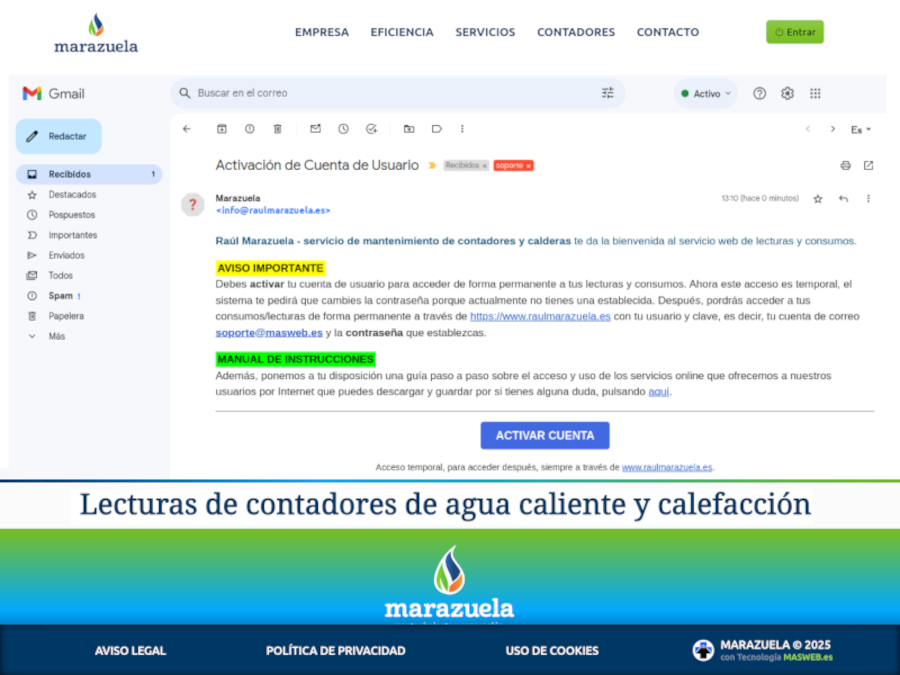 marazuela
EMPRESA EFICIENCIA SERVICIOS CONTADORES CONTACTO
Entrar
Gmail
Buscar en el correo
Activo
Redactar
Es
Activación de Cuenta de Usuario Recibidos × soporte ×
Recibidos 1
Destacados
Pospuestos
Importantes
Enviados
Todos
Spam !
Papelera
Más
Marazuela
<info@raulmarazuela.es>
13:10 (hace 0 minutos)
Raúl Marazuela - servicio de mantenimiento de contadores y calderas te da la bienvenida al servicio web de lecturas y consumos.
AVISO IMPORTANTE
Debes activar tu cuenta de usuario para acceder de forma permanente a tus lecturas y consumos. Ahora este acceso es temporal, el
sistema te pedirá que cambies la contraseña porque actualmente no tienes una establecida. Después, pordrás acceder a tus
consumos/lecturas de forma permanente a través de https://www.raulmarazuela.es con tu usuario y clave, es decir, tu cuenta de correo
soporte@masweb.es y la contraseña que establezcas.
MANUAL DE INSTRUCCIONES
Además, ponemos a tu disposición una guía paso a paso sobre el acceso y uso de los servicios online que ofrecemos a nuestros
usuarios por Internet que puedes descargar y guardar por si tienes alguna duda, pulsando aquí.
ACTIVAR CUENTA
Acceso temporal, para acceder después, siempre a través de www.raulmarazuela.es.
Lecturas de contadores de agua caliente y calefacción
marazuela
AVISO LEGAL POLÍTICA DE PRIVACIDAD USO DE COOKIES
MARAZUELA © 2025
con Tecnología MASWEB.es